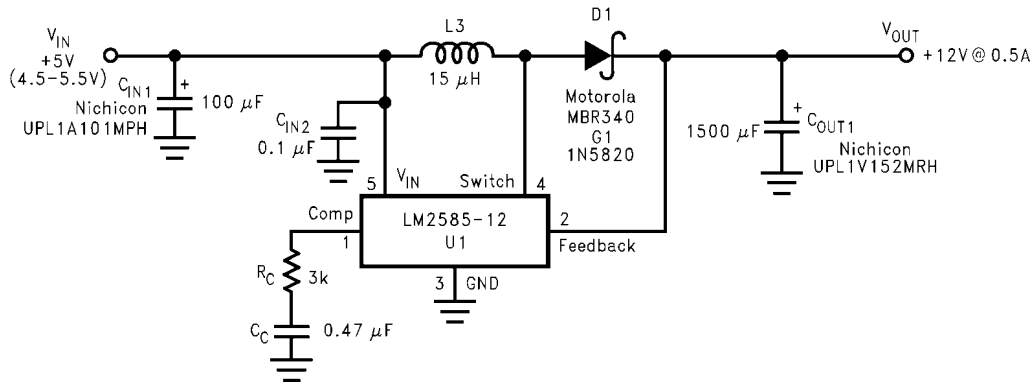 V_IN
+5V
(4.5–5.5V)
C_IN1
+
100 μF
Nichicon
UPL1A101MPH
L3
15 μH
D1
Motorola
MBR340
G1
1N5820
V_OUT
+12V @ 0.5A
C_IN2
0.1 μF
1500 μF
+
C_OUT1
Nichicon
UPL1V152MRH
5
V_IN
Switch
4
Comp
1
LM2585-12
U1
2
Feedback
3
GND
R_C
3k
C_C
0.47 μF